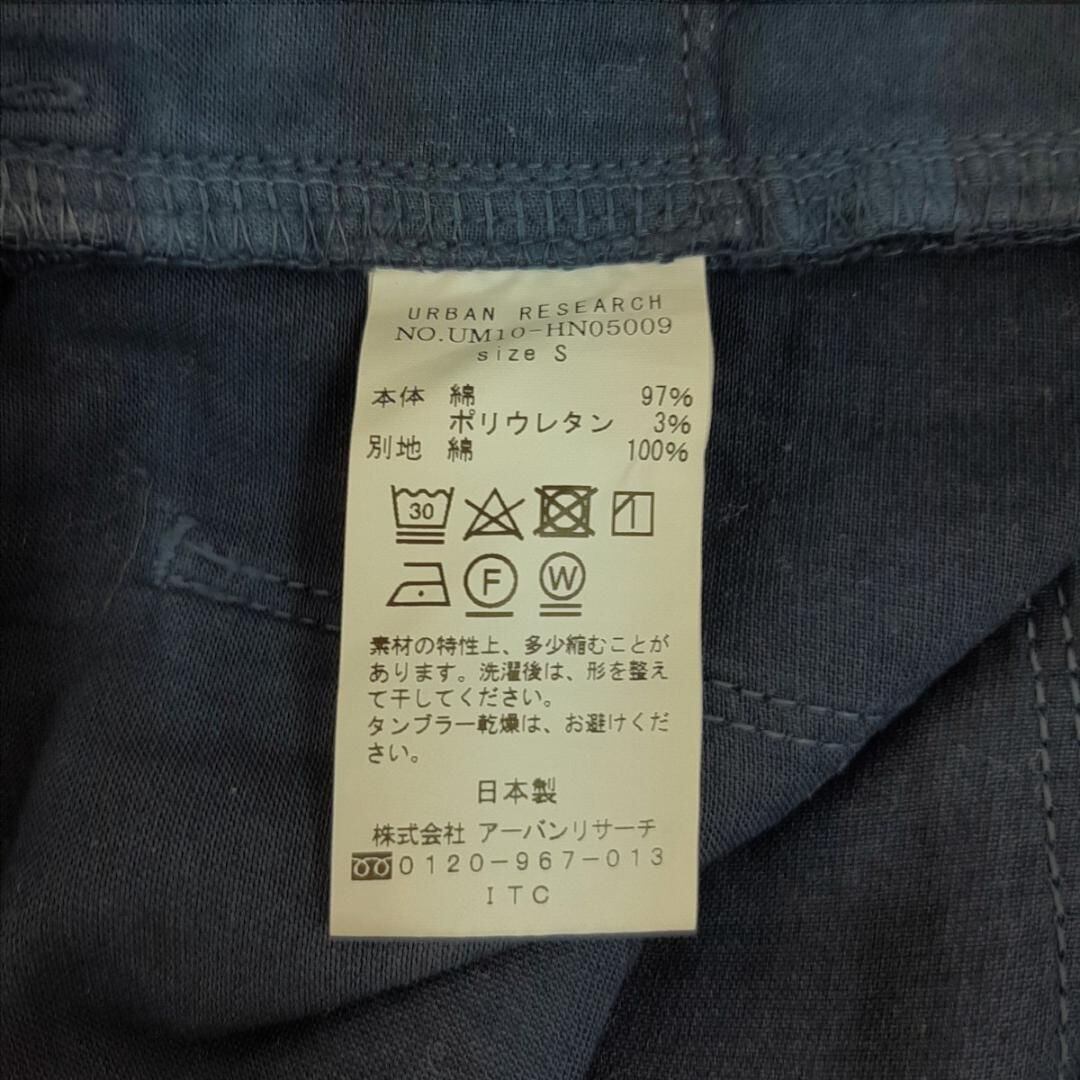 URBAN RESEARCH
NO.UM10-HN05009
size S
本体 綿 97%
ポリウレタン 3%
別地 綿 100%
30
F W
素材の特性上、多少縮むことが
あります。洗濯後は、形を整え
て干してください。
タンブラー乾燥は、お避けくだ
さい。
日本製
株式会社 アーバンリサーチ
0120-967-013
ITC